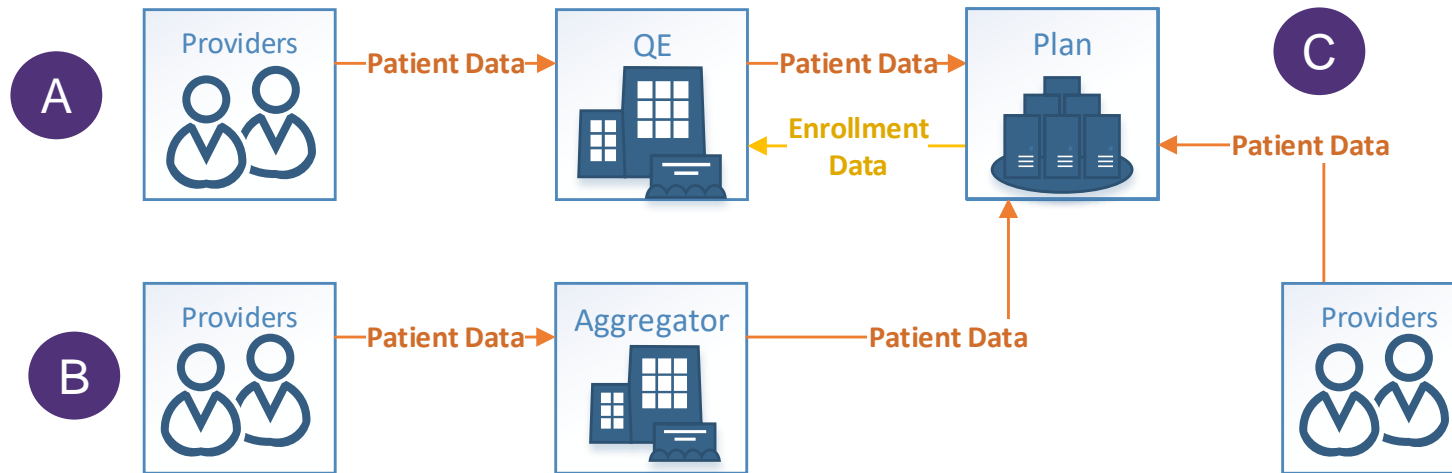 A
Providers
Patient Data
QE
Patient Data
Enrollment
Data
Plan
C
Patient Data
B
Providers
Patient Data
Aggregator
Patient Data
Providers